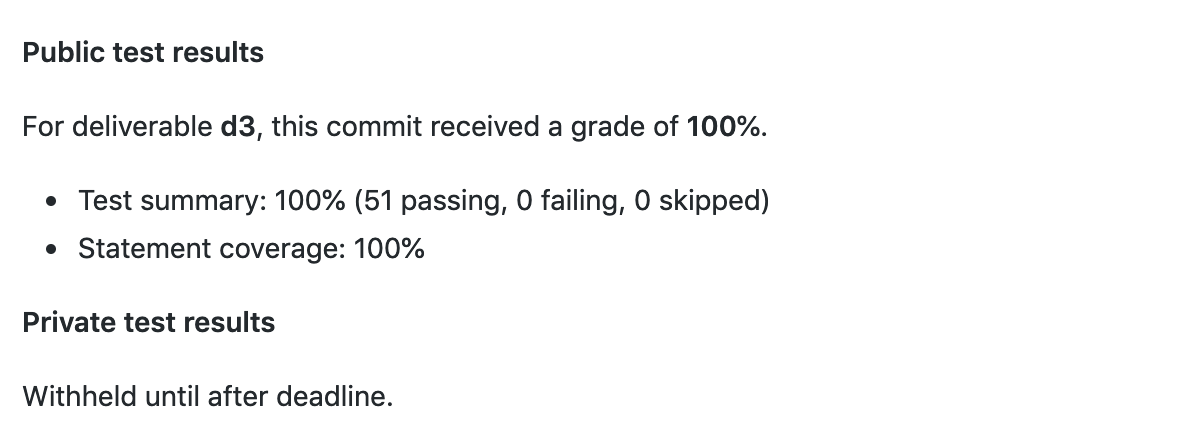 Public test results
For deliverable d3, this commit received a grade of 100%.
• Test summary: 100% (51 passing, 0 failing, 0 skipped)
• Statement coverage: 100%
Private test results
Withheld until after deadline.